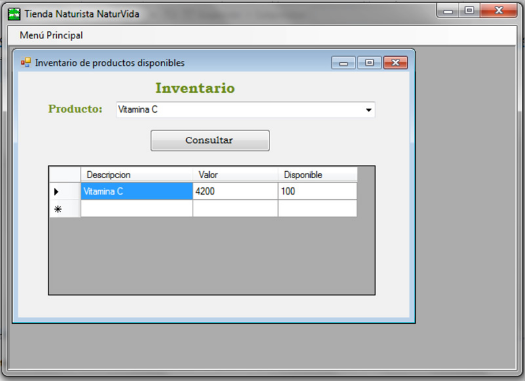 Tienda Naturista NaturVida
Menú Principal
Inventario de productos disponibles
Inventario
Producto: Vitamina C
Consultar
Descripcion Valor Disponible
Vitamina C 4200 100